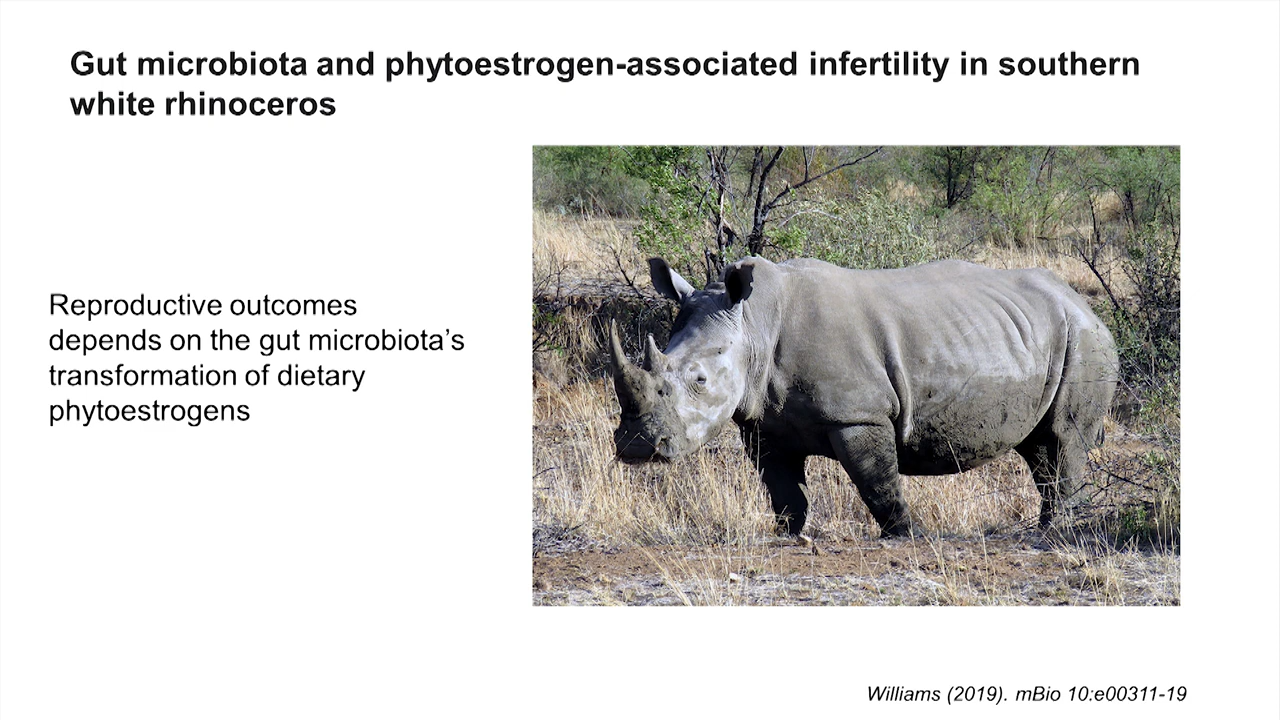 Gut microbiota and phytoestrogen-associated infertility in southern
white rhinoceros
Reproductive outcomes
depends on the gut microbiota’s
transformation of dietary
phytoestrogens
Williams (2019). mBio 10:e00311-19